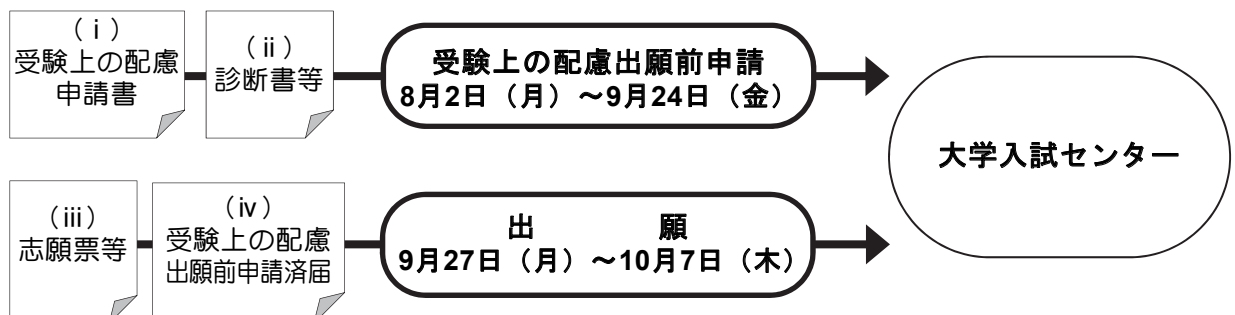 （ⅰ）
受験上の配慮
申請書
（ⅱ）
診断書等
受験上の配慮出願前申請
8月2日（月）～9月24日（金）
大学入試センター
（ⅲ）
志願票等
（ⅳ）
受験上の配慮
出願前申請済届
出　　願
9月27日（月）～10月7日（木）